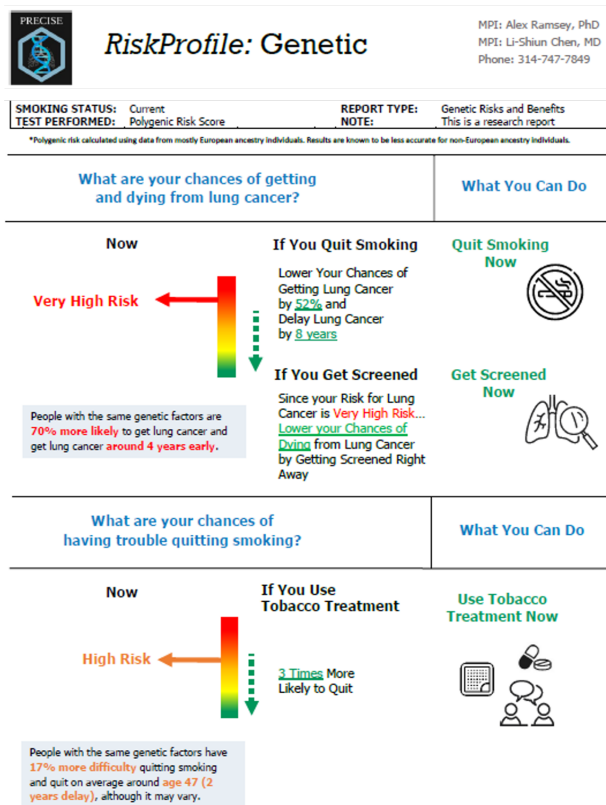 PRECISE
RiskProfile: Genetic
MPI: Alex Ramsey, PhD
MPI: Li-Shiun Chen, MD
Phone: 314-747-7849
SMOKING STATUS: Current REPORT TYPE: Genetic Risks and Benefits
TEST PERFORMED: Polygenic Risk Score NOTE: This is a research report
*Polygenic risk calculated using data from mostly European ancestry individuals. Results are known to be less accurate for non-European ancestry individuals.
What are your chances of getting
and dying from lung cancer?
What You Can Do
Now
Very High Risk
People with the same genetic factors are
70% more likely to get lung cancer and
get lung cancer around 4 years early.
If You Quit Smoking
Lower Your Chances of
Getting Lung Cancer
by 52% and
Delay Lung Cancer
by 8 years
Quit Smoking
Now
If You Get Screened
Since your Risk for Lung
Cancer is Very High Risk...
Lower your Chances of
Dying from Lung Cancer
by Getting Screened Right
Away
Get Screened
Now
What are your chances of
having trouble quitting smoking?
What You Can Do
Now
High Risk
People with the same genetic factors have
17% more difficulty quitting smoking
and quit on average around age 47 (2
years delay), although it may vary.
If You Use
Tobacco Treatment
3 Times More
Likely to Quit
Use Tobacco
Treatment Now